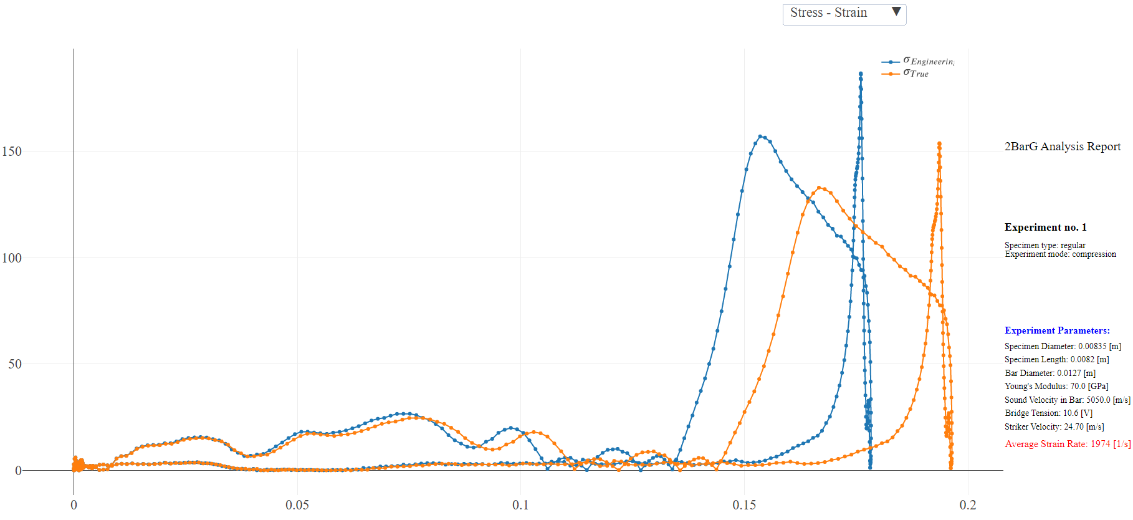 Stress - Strain ▼
σEngineerin,
σTrue
150
100
50
0
0
0.05
0.1
0.15
0.2
2BarG Analysis Report
Experiment no. 1
Specimen type: regular
Experiment mode: compression
Experiment Parameters:
Specimen Diameter: 0.00835 [m]
Specimen Length: 0.0082 [m]
Bar Diameter: 0.0127 [m]
Young's Modulus: 70.0 [GPa]
Sound Velocity in Bar: 5050.0 [m/s]
Bridge Tension: 10.6 [V]
Striker Velocity: 24.70 [m/s]
Average Strain Rate: 1974 [1/s]